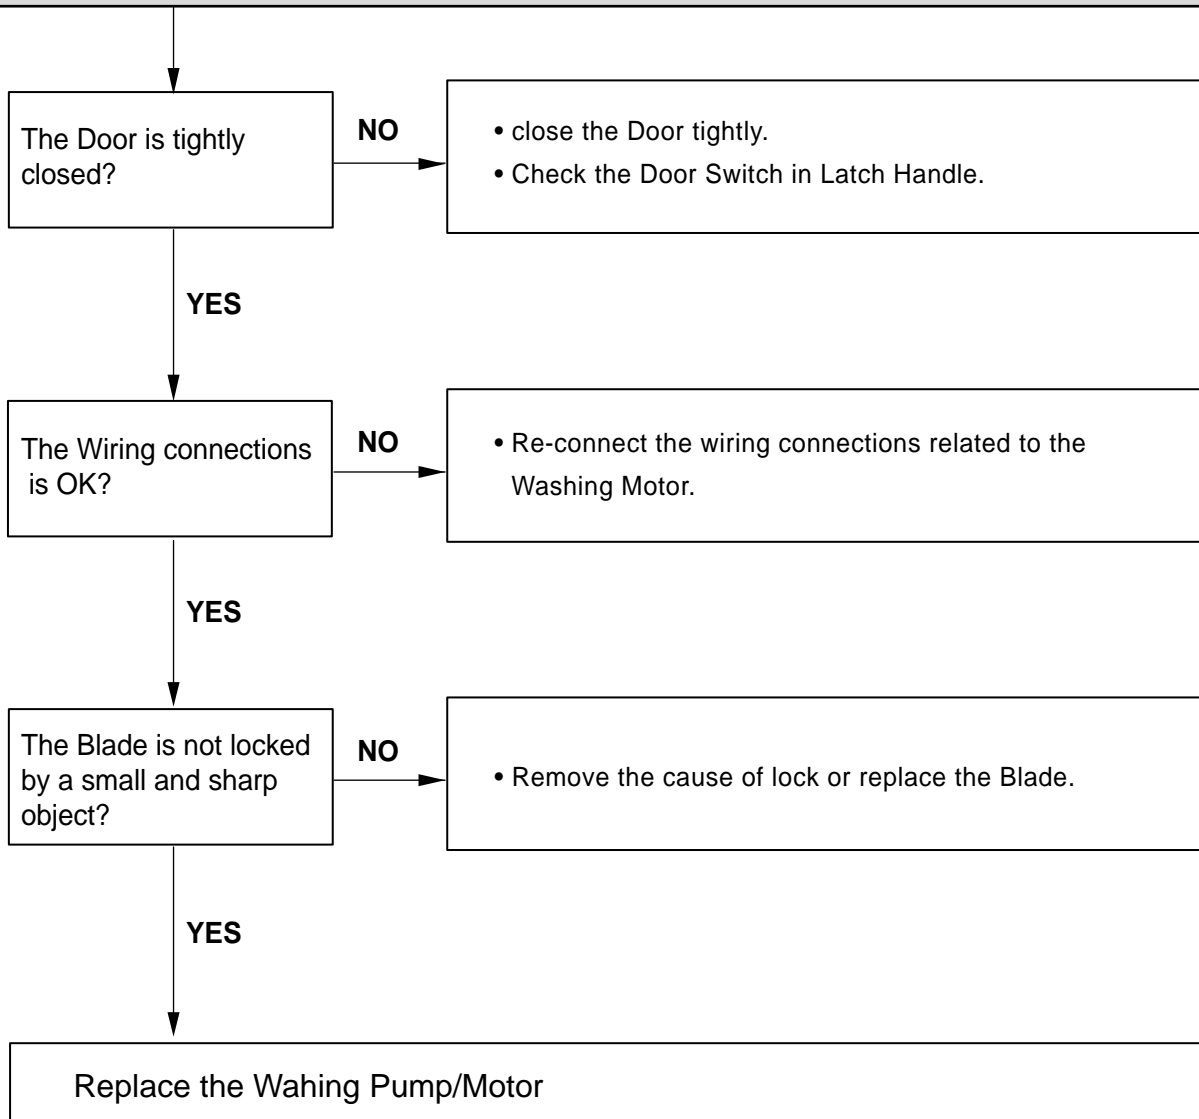 The Door is tightly
closed?
NO
• close the Door tightly.
• Check the Door Switch in Latch Handle.
YES
The Wiring connections
is OK?
NO
• Re-connect the wiring connections related to the
Washing Motor.
YES
The Blade is not locked
by a small and sharp
object?
NO
• Remove the cause of lock or replace the Blade.
YES
Replace the Wahing Pump/Motor